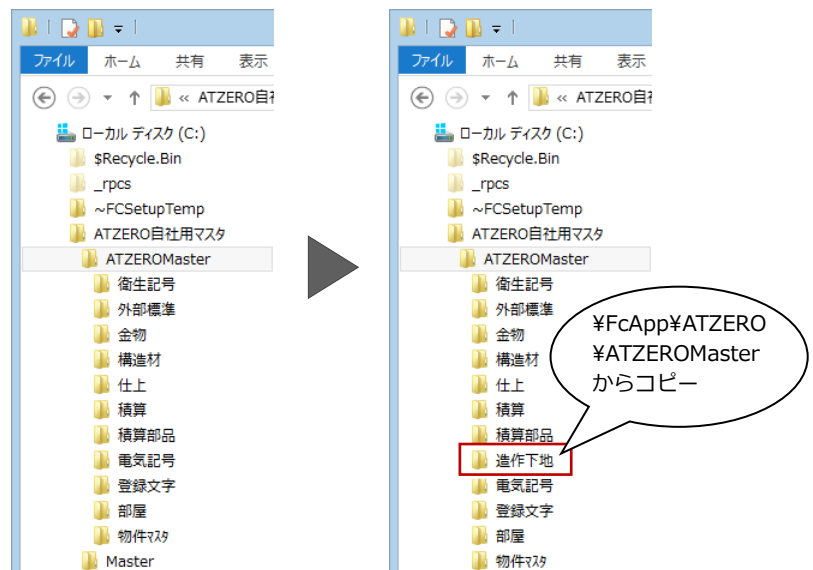 ファイル ホーム 共有 表示
≪ ATZERO自
ローカル ディスク (C:)
$Recycle.Bin
_rpcs
~FCSetupTemp
ATZERO自社用マスタ
ATZEROMaster
衛生記号
外部標準
金物
構造材
仕上
積算
積算部品
電気記号
登録文字
部屋
物件マスタ
Master
ファイル ホーム 共有 表示
≪ ATZERO自
ローカル ディスク (C:)
$Recycle.Bin
_rpcs
~FCSetupTemp
ATZERO自社用マスタ
ATZEROMaster
衛生記号
外部標準
金物
構造材
仕上
積算
積算部品
造作下地
電気記号
登録文字
部屋
物件マスタ
¥FcApp¥ATZERO
¥ATZEROMaster
からコピー